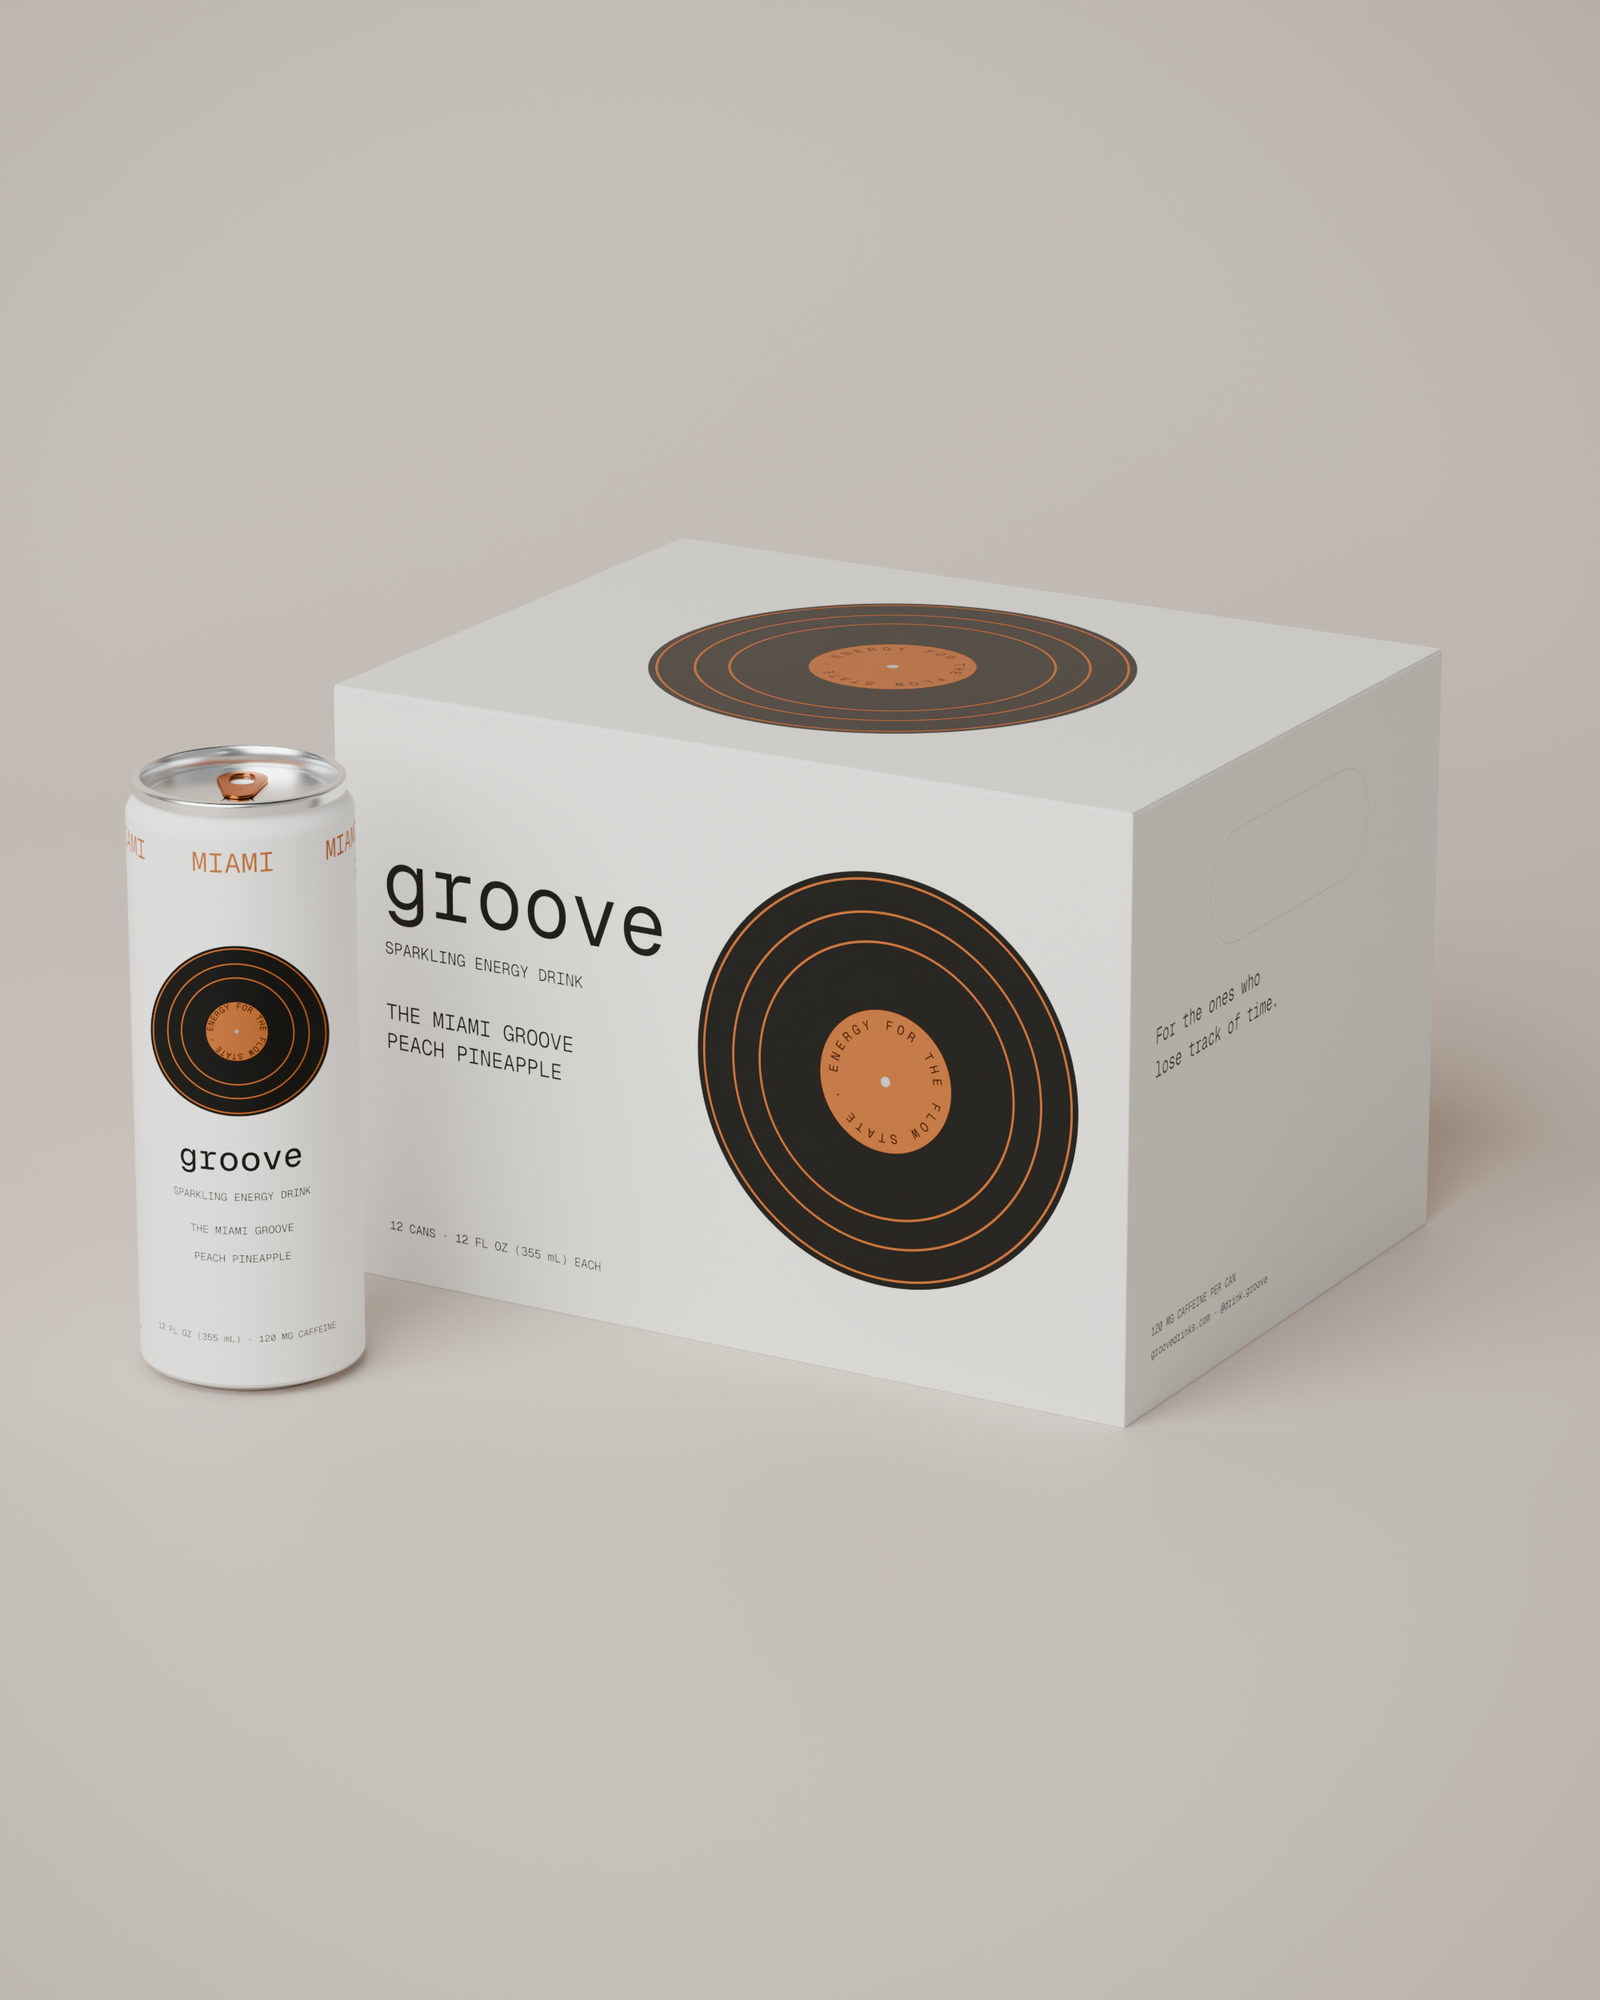 MIAMI
ENERGY FOR THE FLOW STATE ·
groove
SPARKLING ENERGY DRINK
THE MIAMI GROOVE
PEACH PINEAPPLE
12 FL OZ (355 mL) · 120 MG CAFFEINE
ENERGY FOR THE FLOW STATE ·
groove
SPARKLING ENERGY DRINK
THE MIAMI GROOVE
PEACH PINEAPPLE
12 CANS · 12 FL OZ (355 mL) EACH
ENERGY FOR THE FLOW STATE ·
For the ones who
lose track of time.
120 MG CAFFEINE PER CAN
groovedrinks.com · @drink.groove